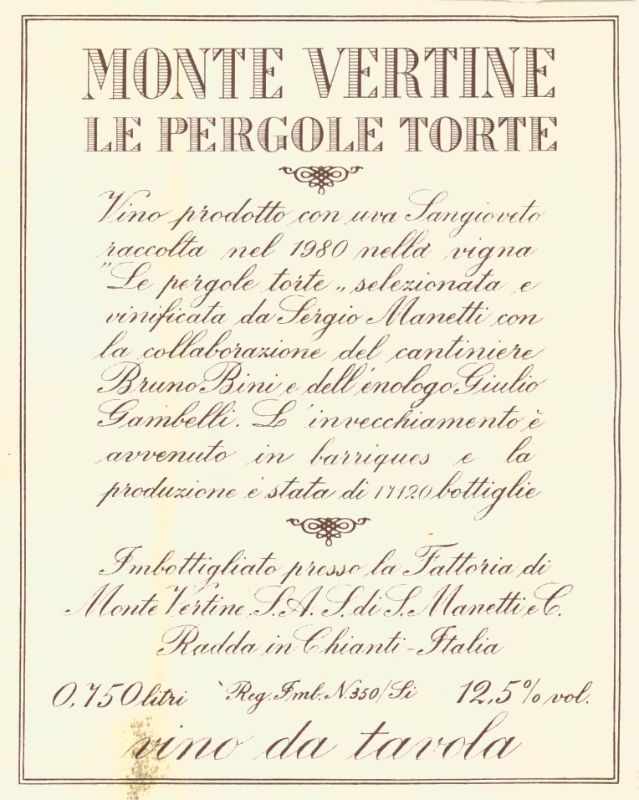 MONTE VERTINE
LE PERGOLE TORTE
Vino prodotto con uva Sangioveto
raccolta nel 1980 nella vigna
"Le pergole torte„ selezionata e
vinificata da Sergio Manetti con
la collaborazione del cantiniere
Bruno Bini e dell'enologo Giulio
Gambelli. L'invecchiamento è
avvenuto in barriques e la
produzione è stata di 17120 bottiglie
Imbottigliato presso la Fattoria di
Monte Vertine, S.A.S. di S. Manetti e C.
Radda in Chianti - Italia
0,750 litri Reg. Imb. N. 350/Si 12,5% vol.
vino da tavola